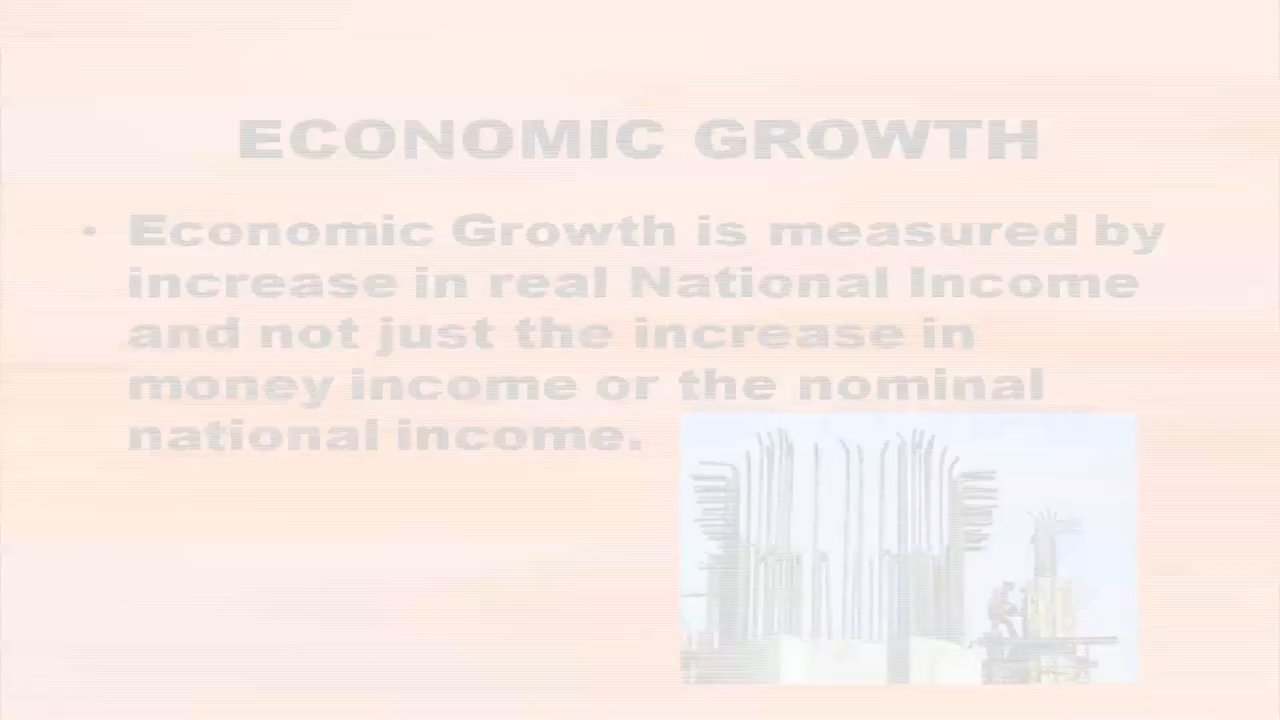 ECONOMIC GROWTH
• Economic Growth is measured by
increase in real National Income
and not just the increase in
money income or the nominal
national income.